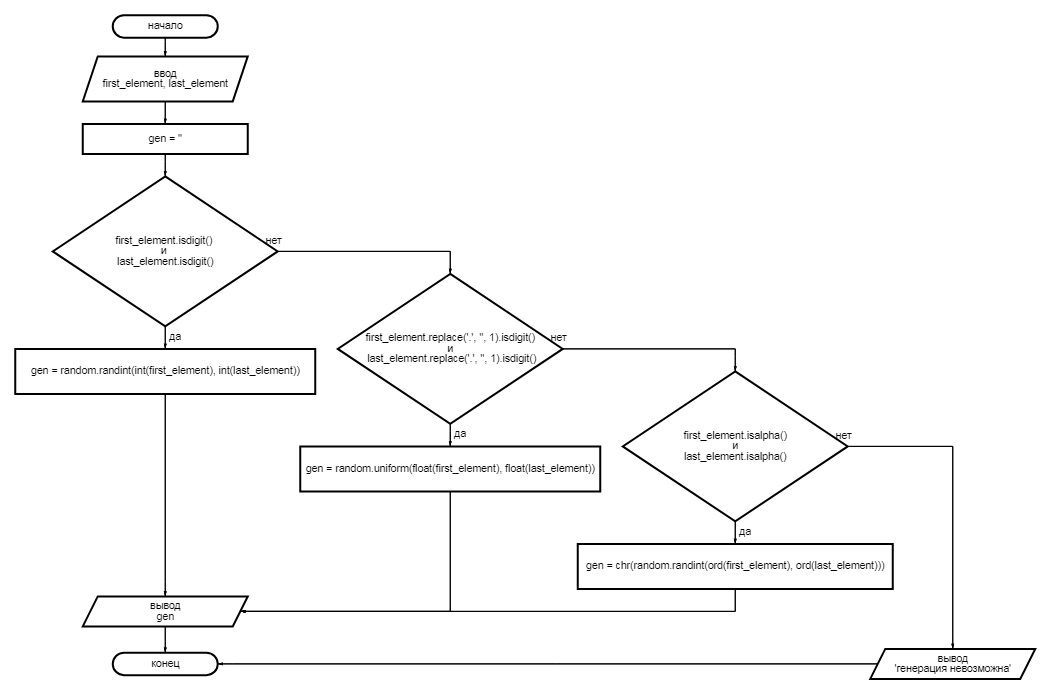 начало
ввод
first_element, last_element
gen = ''
first_element.isdigit()
и
last_element.isdigit()
нет
да
gen = random.randint(int(first_element), int(last_element))
first_element.replace('.', '', 1).isdigit()
и
last_element.replace('.', '', 1).isdigit()
нет
да
gen = random.uniform(float(first_element), float(last_element))
first_element.isalpha()
и
last_element.isalpha()
нет
да
gen = chr(random.randint(ord(first_element), ord(last_element)))
вывод
gen
конец
вывод
'генерация невозможна'